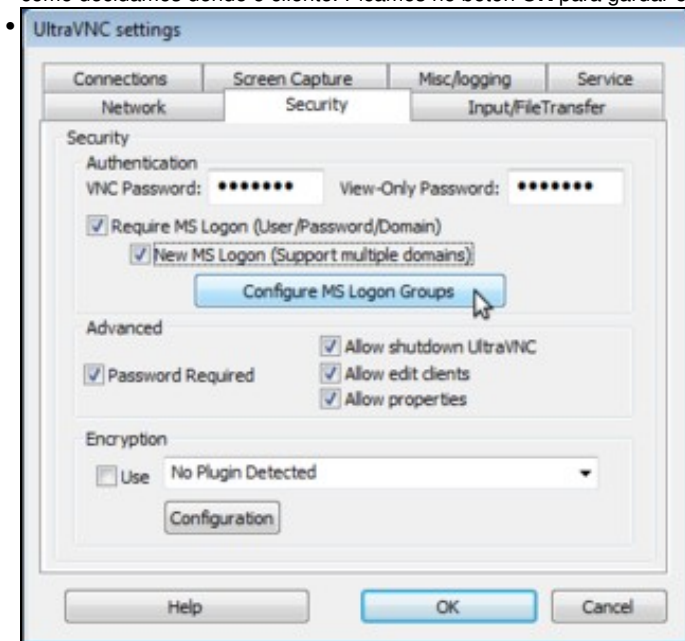 UltraVNC settings
Connections Screen Capture Misc/logging Service
Network Security Input/FileTransfer
Security
Authentication
VNC Password: ••••••• View-Only Password: •••••••
Require MS Logon (User/Password/Domain)
New MS Logon (Support multiple domains)
Configure MS Logon Groups
Advanced
Allow shutdown UltraVNC
Password Required Allow edit clients
Allow properties
Encryption
Use No Plugin Detected
Configuration
Help OK Cancel